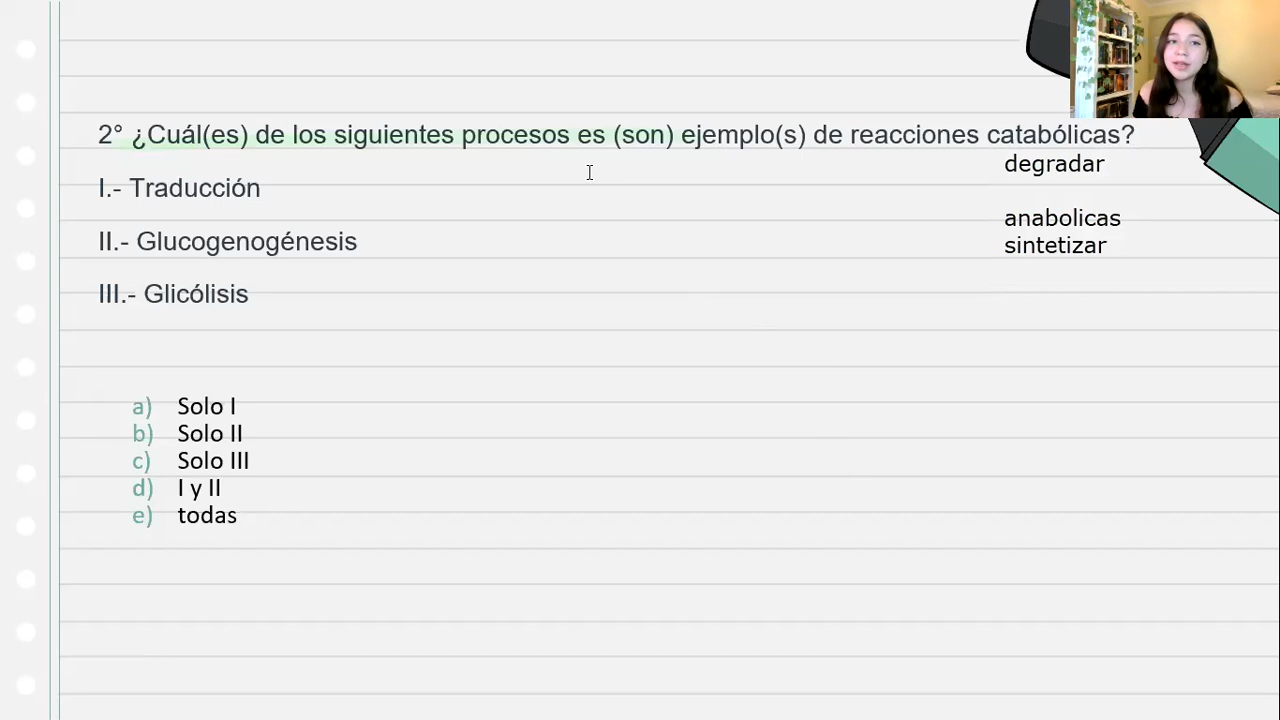 2° ¿Cuál(es) de los siguientes procesos es (son) ejemplo(s) de reacciones catabólicas?
degradar
I.- Traducción
anabolicas
II.- Glucogenogénesis
sintetizar
III.- Glicólisis
a) Solo I
b) Solo II
c) Solo III
d) I y II
e) todas